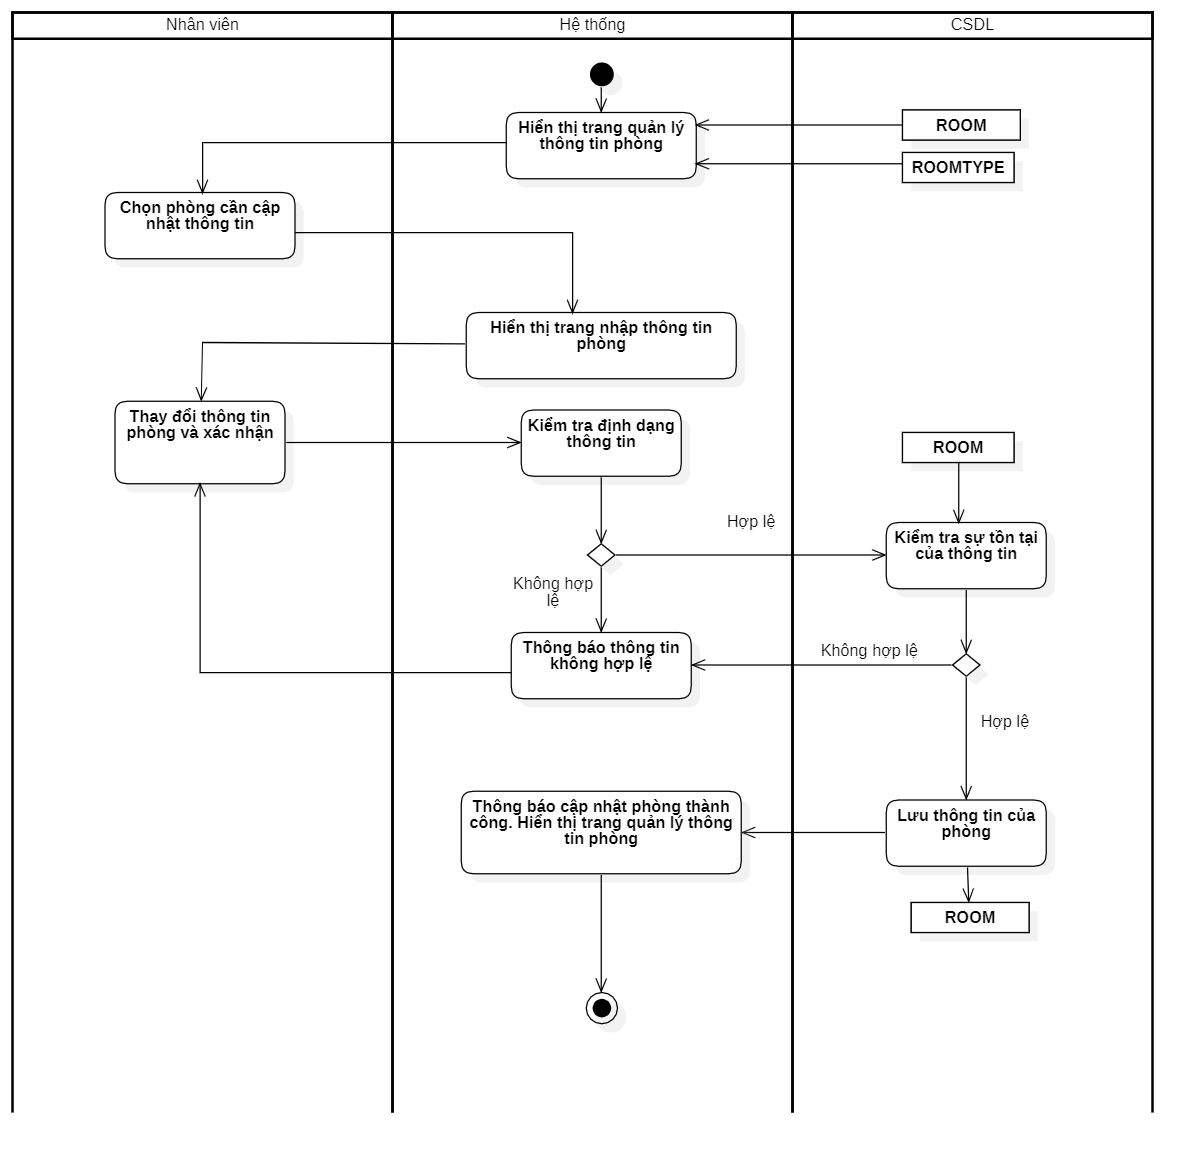 Nhân viên
Hệ thống
CSDL
Hiển thị trang quản lý
thông tin phòng
ROOM
ROOMTYPE
Chọn phòng cần cập
nhật thông tin
Hiển thị trang nhập thông tin
phòng
Thay đổi thông tin
phòng và xác nhận
Kiểm tra định dạng
thông tin
ROOM
Hợp lệ
Kiểm tra sự tồn tại
của thông tin
Không hợp
lệ
Thông báo thông tin
không hợp lệ
Không hợp lệ
Hợp lệ
Thông báo cập nhật phòng thành
công. Hiển thị trang quản lý thông
tin phòng
Lưu thông tin của
phòng
ROOM